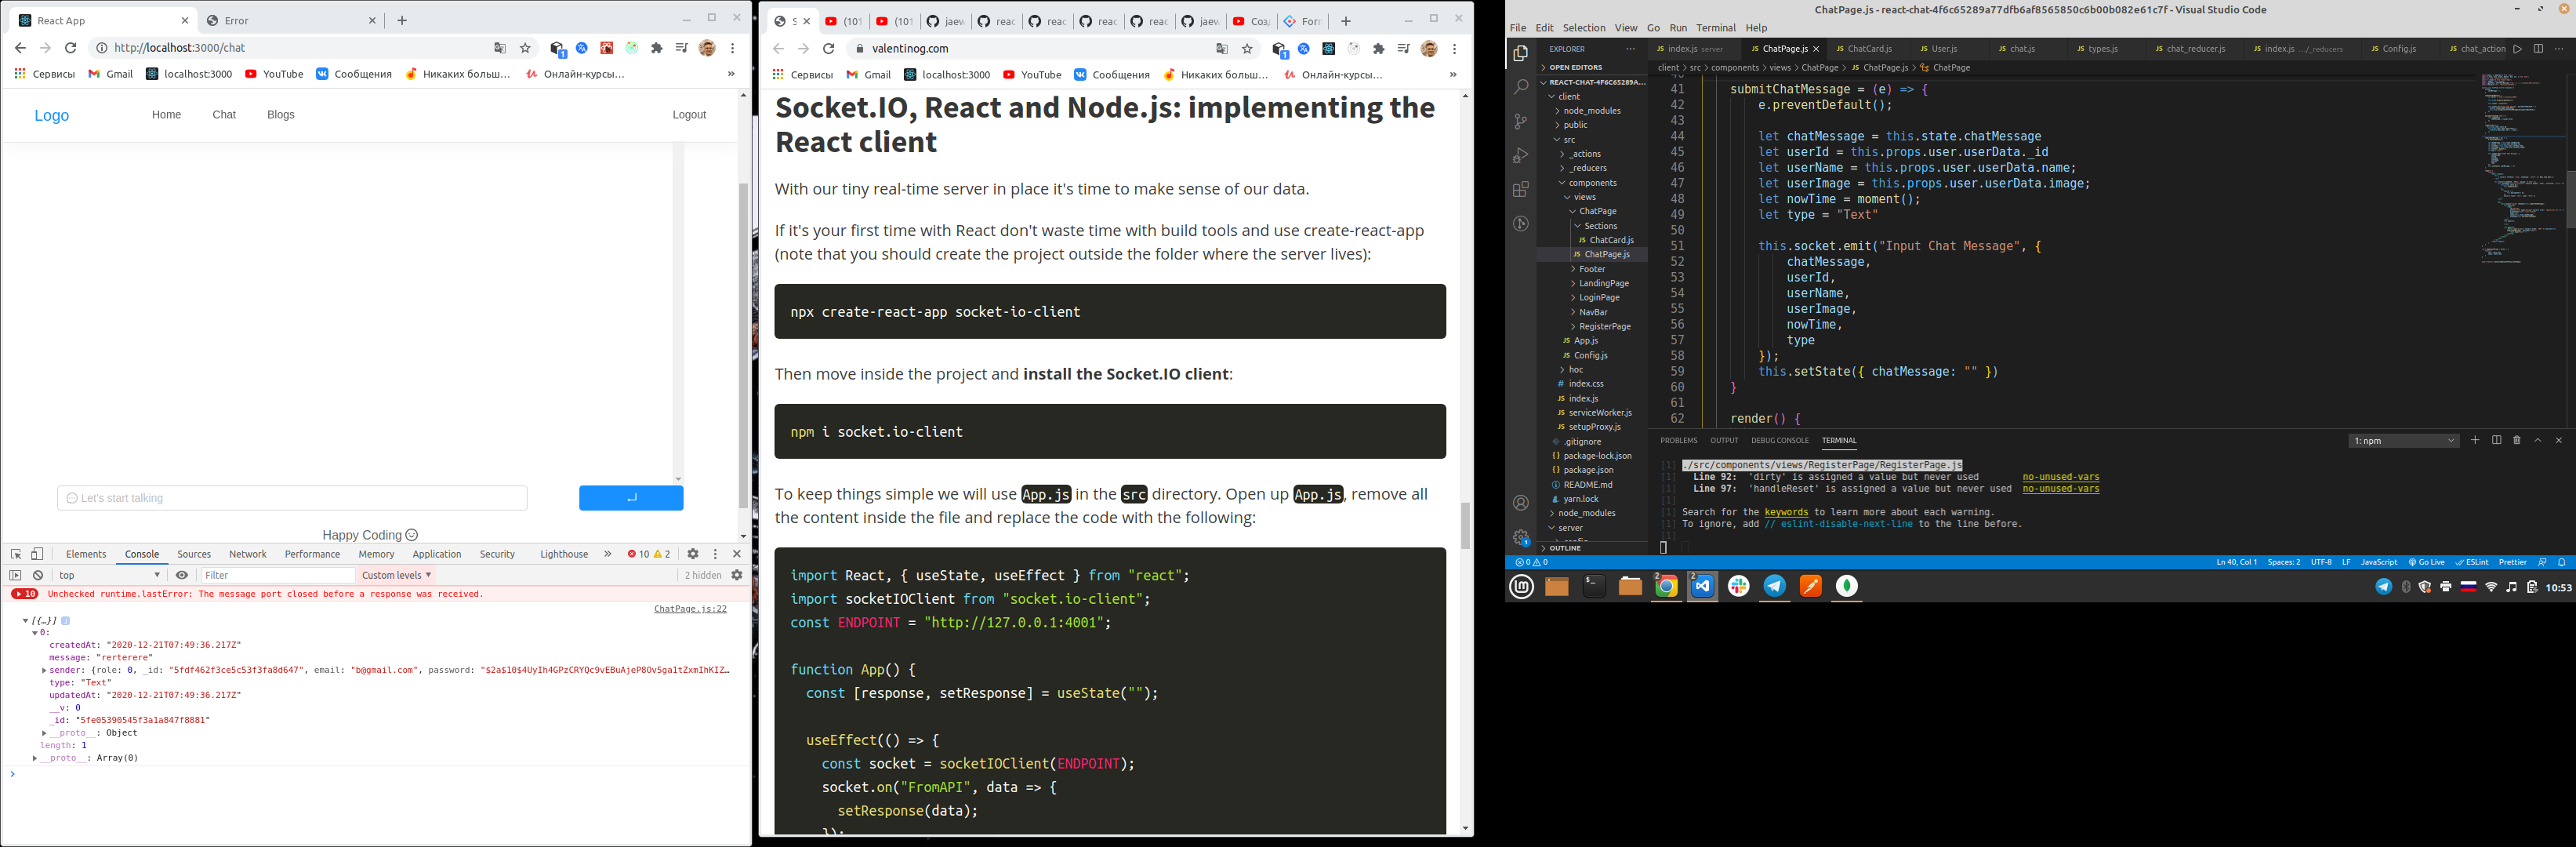 React App
Error
http://localhost:3000/chat
Сервисы
Gmail
localhost:3000
YouTube
Сообщения
Никаких больш…
Онлайн-курсы…
»
Logo
Home
Chat
Blogs
Logout
Let's start talking
Happy Coding
Elements
Console
Sources
Network
Performance
Memory
Application
Security
Lighthouse
»
10
2
top
Filter
Custom levels
2 hidden
10 Unchecked runtime.lastError: The message port closed before a response was received.
ChatPage.js:22
[{…}]
0:
createdAt: "2020-12-21T07:49:36.217Z"
message: "rerterere"
sender: {role: 0, _id: "5fdf462f3ce5c53f3fa8d647", email: "b@gmail.com", password: "$2a$10$4UyIh4GPzCRYQc9vEBuAjeP8Ov5ga1tZxmIhKIZ…
type: "Text"
updatedAt: "2020-12-21T07:49:36.217Z"
__v: 0
_id: "5fe05390545f3a1a847f8881"
__proto__: Object
length: 1
__proto__: Array(0)
S
(101
(101
jaew
reac
reac
reac
reac
jaew
Созд
Forr
valentinog.com
Сервисы
Gmail
localhost:3000
YouTube
Сообщения
Никаких больш…
Онлайн-курсы…
»
Socket.IO, React and Node.js: implementing the
React client
With our tiny real-time server in place it's time to make sense of our data.
If it's your first time with React don't waste time with build tools and use create-react-app
(note that you should create the project outside the folder where the server lives):
npx create-react-app socket-io-client
Then move inside the project and install the Socket.IO client:
npm i socket.io-client
To keep things simple we will use App.js in the src directory. Open up App.js, remove all
the content inside the file and replace the code with the following:
import React, { useState, useEffect } from "react";
import socketIOClient from "socket.io-client";
const ENDPOINT = "http://127.0.0.1:4001";
function App() {
const [response, setResponse] = useState("");
useEffect(() => {
const socket = socketIOClient(ENDPOINT);
socket.on("FromAPI", data => {
setResponse(data);
});
ChatPage.js - react-chat-4f6c65289a77dfb6af8565850c6b00b082e61c7f - Visual Studio Code
File Edit Selection View Go Run Terminal Help
EXPLORER
OPEN EDITORS
REACT-CHAT-4F6C65289A…
client
node_modules
public
src
_actions
_reducers
components
views
ChatPage
Sections
ChatCard.js
ChatPage.js
Footer
LandingPage
LoginPage
NavBar
RegisterPage
App.js
Config.js
hoc
index.css
index.js
serviceWorker.js
setupProxy.js
.gitignore
package-lock.json
package.json
README.md
yarn.lock
node_modules
server
config
OUTLINE
index.js server
ChatPage.js
ChatCard.js
User.js
chat.js
types.js
chat_reducer.js
index.js …/_reducers
Config.js
chat_action
client > src > components > views > ChatPage > ChatPage.js > ChatPage
40
41 submitChatMessage = (e) => {
42 e.preventDefault();
43
44 let chatMessage = this.state.chatMessage
45 let userId = this.props.user.userData._id
46 let userName = this.props.user.userData.name;
47 let userImage = this.props.user.userData.image;
48 let nowTime = moment();
49 let type = "Text"
50
51 this.socket.emit("Input Chat Message", {
52 chatMessage,
53 userId,
54 userName,
55 userImage,
56 nowTime,
57 type
58 });
59 this.setState({ chatMessage: "" })
60 }
61
62 render() {
PROBLEMS OUTPUT DEBUG CONSOLE TERMINAL
1: npm
[1] ./src/components/views/RegisterPage/RegisterPage.js
[1] Line 92: 'dirty' is assigned a value but never used no-unused-vars
[1] Line 97: 'handleReset' is assigned a value but never used no-unused-vars
[1]
[1] Search for the keywords to learn more about each warning.
[1] To ignore, add // eslint-disable-next-line to the line before.
[1]
0 0
Ln 40, Col 1
Spaces: 2
UTF-8
LF
JavaScript
Go Live
ESLint
Prettier
10:53